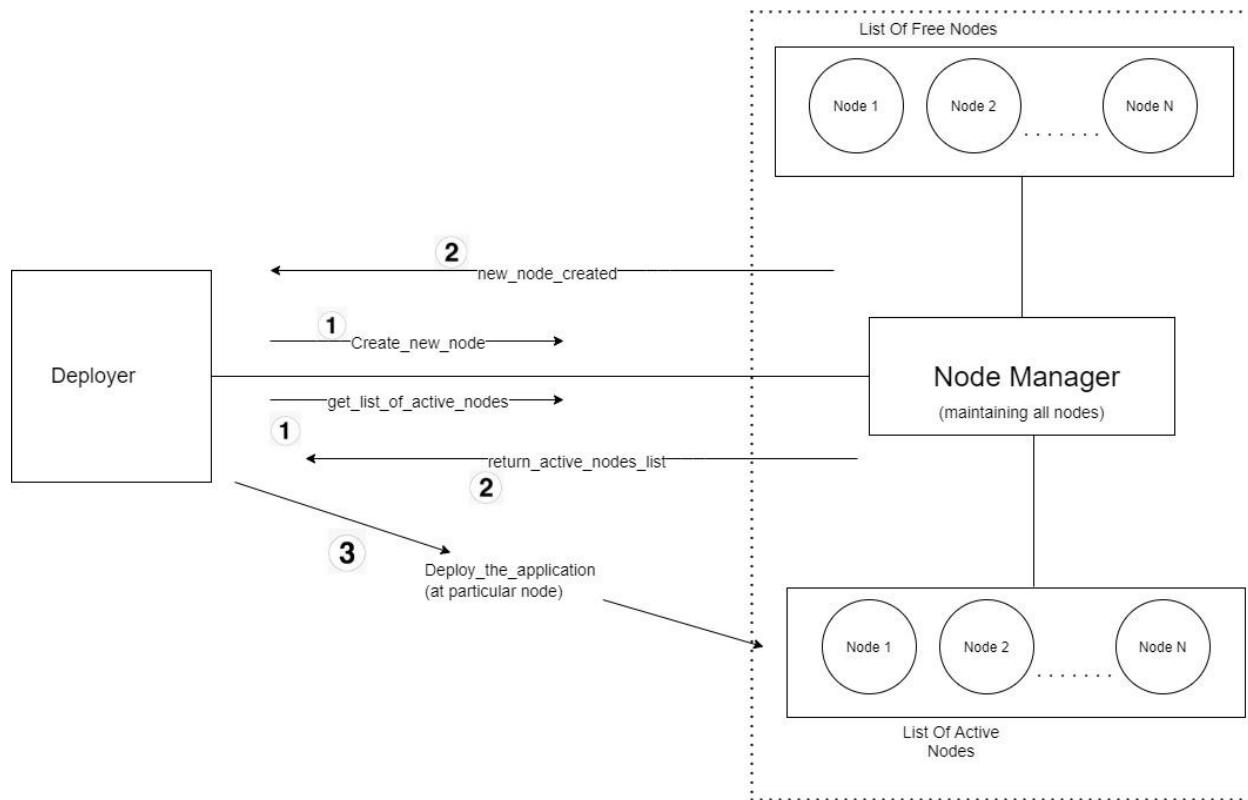 List Of Free Nodes
Node 1
Node 2
. . . . . . .
Node N
2
new_node_created
1
Create_new_node
Deployer
Node Manager
(maintaining all nodes)
get_list_of_active_nodes
1
return_active_nodes_list
2
3
Deploy_the_application
(at particular node)
Node 1
Node 2
. . . . . . .
Node N
List Of Active
Nodes